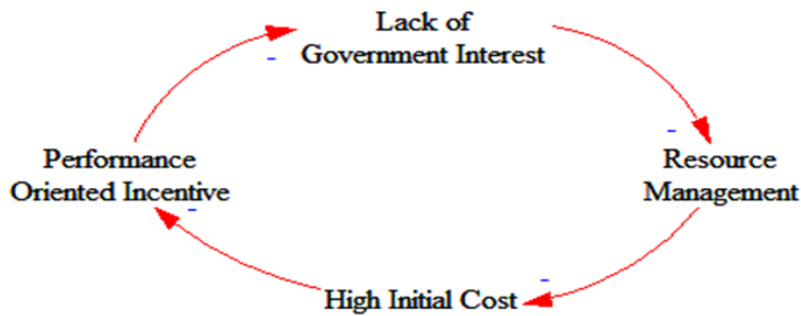 Lack of
Government Interest
-
-
Performance
Oriented Incentive
Resource
Management
-
-
High Initial Cost